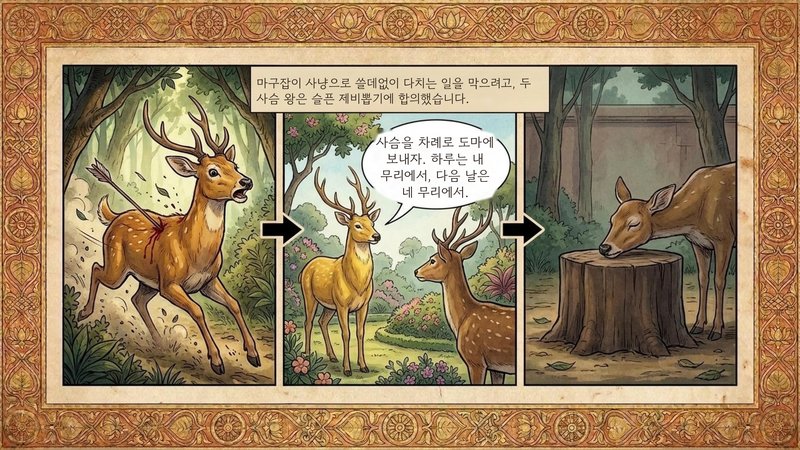 마구잡이 사냥으로 쓸데없이 다치는 일을 막으려고, 두
사슴 왕은 슬픈 제비뽑기에 합의했습니다.
사슴을 차례로 도마에
보내자. 하루는 내
무리에서, 다음 날은
네 무리에서.